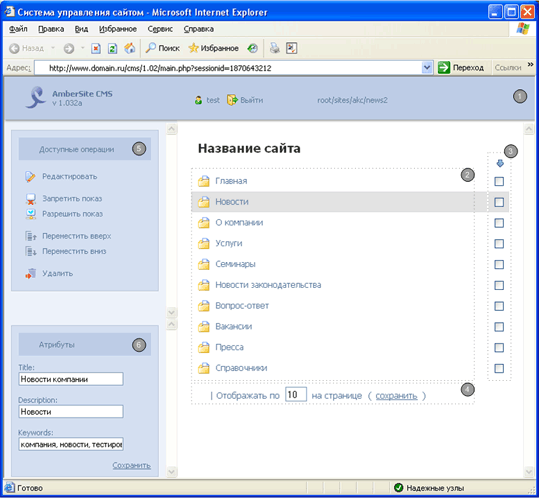 Система управления сайтом - Microsoft Internet Explorer
Файл Правка Вид Избранное Сервис Справка
Назад Поиск Избранное
Адрес: http://www.domain.ru/cms/1.02/main.php?sessionid=1870643212 Переход Ссылки »
AmberSite CMS
v 1.032a
test Выйти root/sites/akc/news2 1
Доступные операции 5
Редактировать
Запретить показ
Разрешить показ
Переместить вверх
Переместить вниз
Удалить
Атрибуты 6
Title:
Новости компании
Description:
Новости
Keywords:
компания, новости, тестиров
Сохранить
Название сайта
3
Главная 2
Новости
О компании
Услуги
Семинары
Новости законодательства
Вопрос-ответ
Вакансии
Пресса
Справочники
| Отображать по 10 на странице ( сохранить ) 4
Готово Надежные узлы